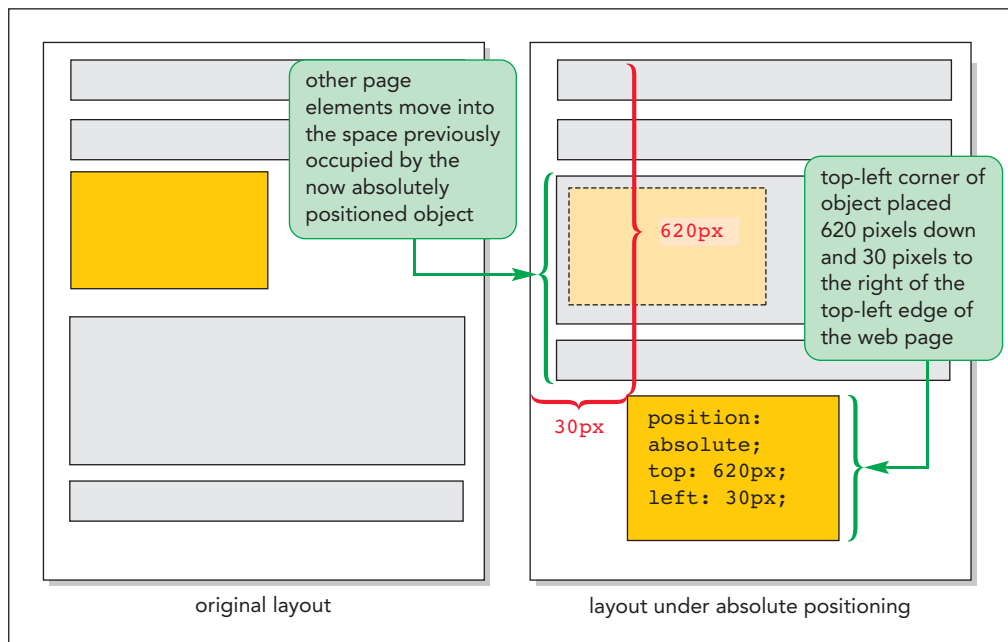 other page
elements move into
the space previously
occupied by the
now absolutely
positioned object
620px
top-left corner of
object placed
620 pixels down
and 30 pixels to
the right of the
top-left edge of
the web page
30px
position:
absolute;
top: 620px;
left: 30px;
original layout
layout under absolute positioning